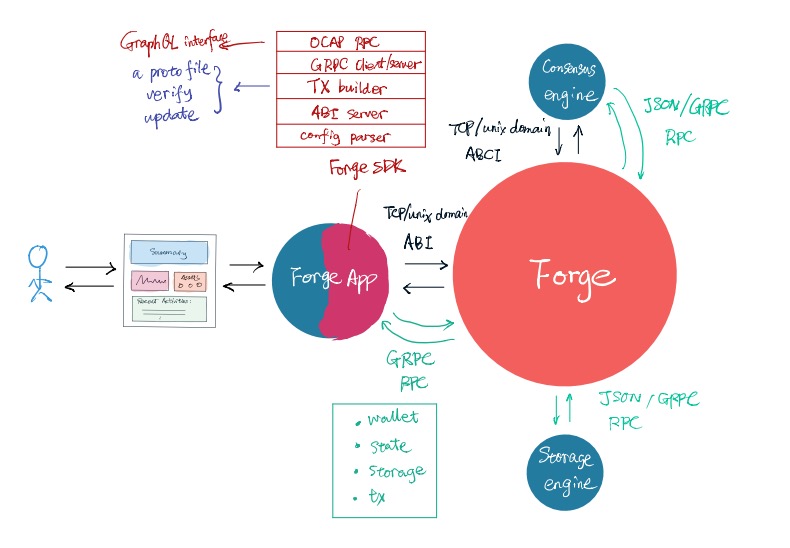 GraphQL interface
OCAP RPC
GRPC client/server
TX builder
ABI server
config parser
a proto file
verify
update
Forge SDK
Consensus
engine
TCP/unix domain
ABCI
JSON/GRPC
RPC
Summary
Assets
Recent Activities:
Forge App
TCP/unix domain
ABI
Forge
GRPC
RPC
• wallet
• state
• storage
• tx
JSON/GRPC
RPC
Storage
engine